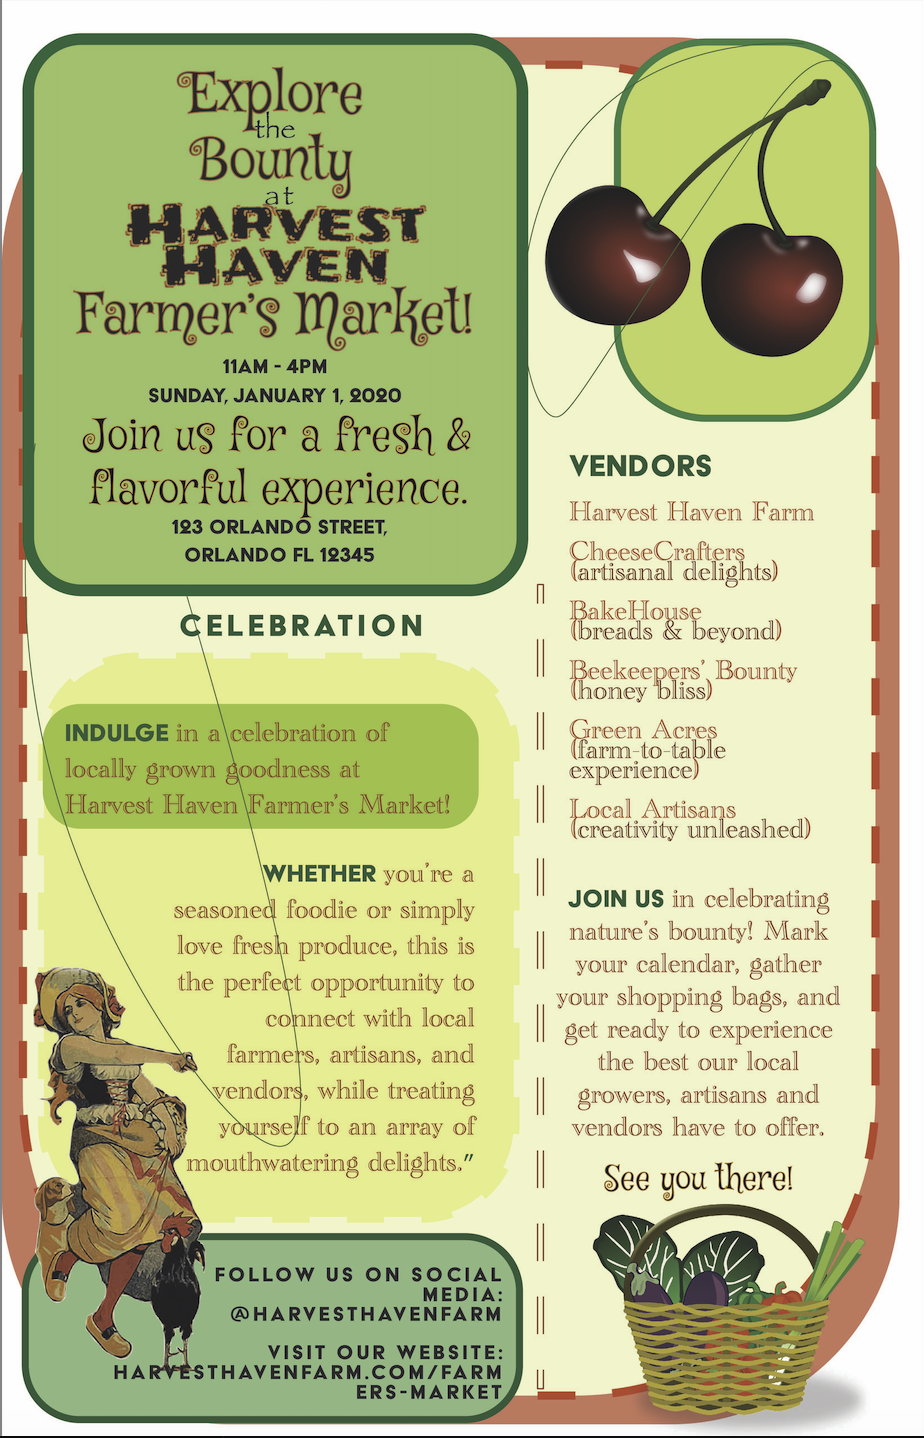 Explore
the
Bounty
at
HARVEST
HAVEN
Farmer's Market!
11AM - 4PM
SUNDAY, JANUARY 1, 2020
Join us for a fresh &
flavorful experience.
123 ORLANDO STREET,
ORLANDO FL 12345
CELEBRATION
INDULGE in a celebration of
locally grown goodness at
Harvest Haven Farmer's Market!
WHETHER you're a
seasoned foodie or simply
love fresh produce, this is
the perfect opportunity to
connect with local
farmers, artisans, and
vendors, while treating
yourself to an array of
mouthwatering delights."
FOLLOW US ON SOCIAL
MEDIA:
@HARVESTHAVENFARM
VISIT OUR WEBSITE:
HARVESTHAVENFARM.COM/FARM
ERS-MARKET
VENDORS
Harvest Haven Farm
CheeseCrafters
(artisanal delights)
BakeHouse
(breads & beyond)
Beekeepers' Bounty
(honey bliss)
Green Acres
(farm-to-table
experience)
Local Artisans
(creativity unleashed)
JOIN US in celebrating
nature's bounty! Mark
your calendar, gather
your shopping bags, and
get ready to experience
the best our local
growers, artisans and
vendors have to offer.
See you there!